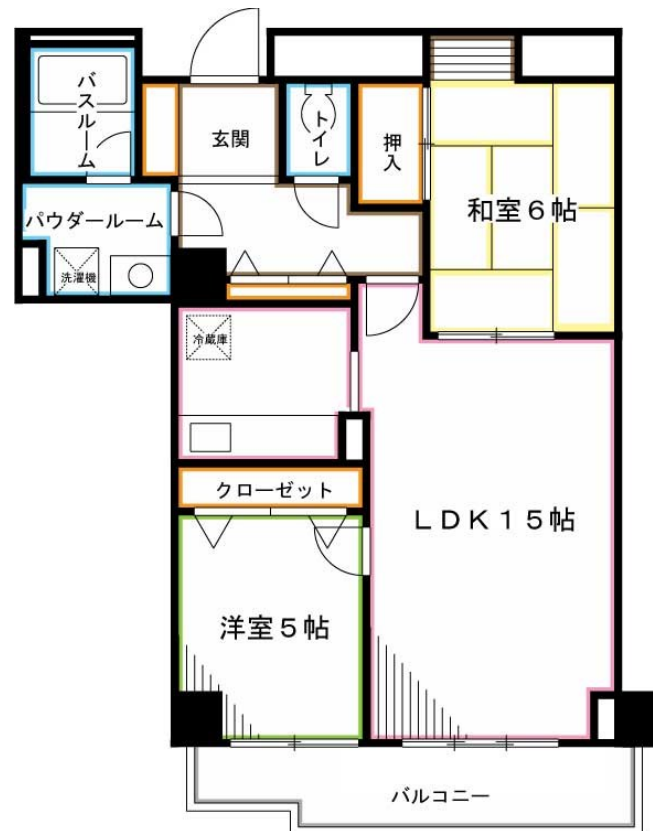 バスルーム
玄関
トイレ
押入
和室6帖
パウダールーム
洗濯機
冷蔵庫
クローゼット
LDK15帖
洋室5帖
バルコニー